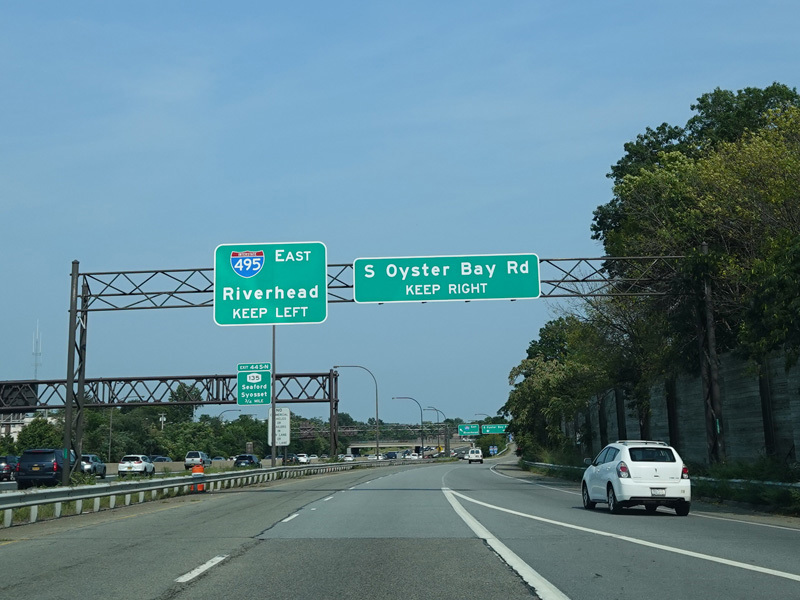 495 EAST
Riverhead
KEEP LEFT
S Oyster Bay Rd
KEEP RIGHT
EXIT 44S-N
135
Seaford
Syosset